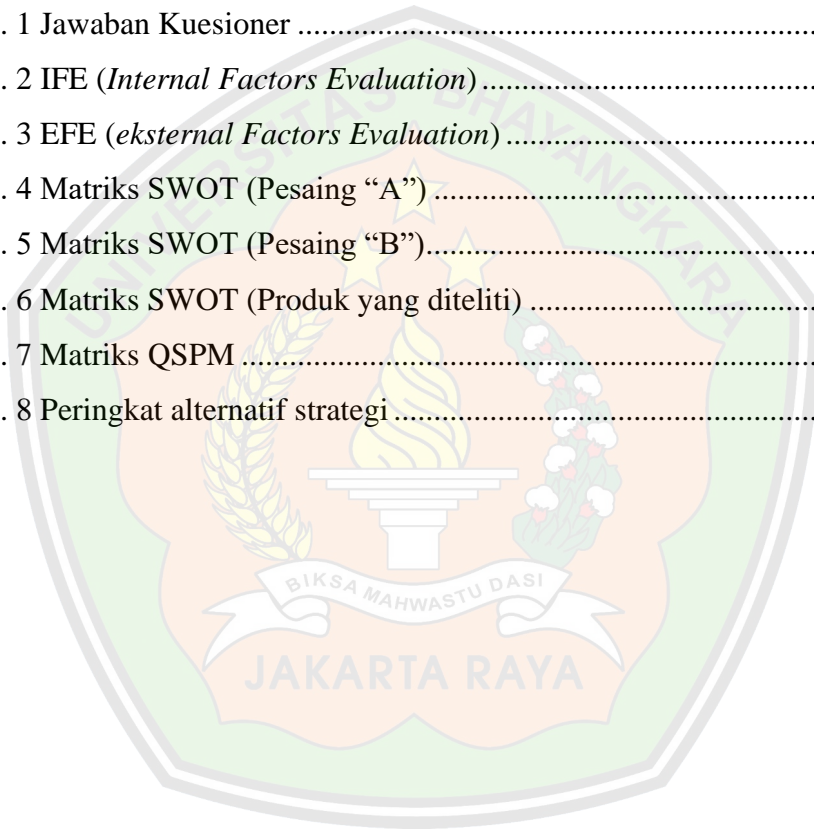 . 1 Jawaban Kuesioner ....................................................................
. 2 IFE (Internal Factors Evaluation) ............................................
. 3 EFE (eksternal Factors Evaluation) .........................................
. 4 Matriks SWOT (Pesaing “A”) ..................................................
. 5 Matriks SWOT (Pesaing “B”)...................................................
. 6 Matriks SWOT (Produk yang diteliti) ......................................
. 7 Matriks QSPM ..........................................................................
. 8 Peringkat alternatif strategi ......................................................
UNIVERSITAS BHAYANGKARA
BIKSA MAHWASTU DASI
JAKARTA RAYA